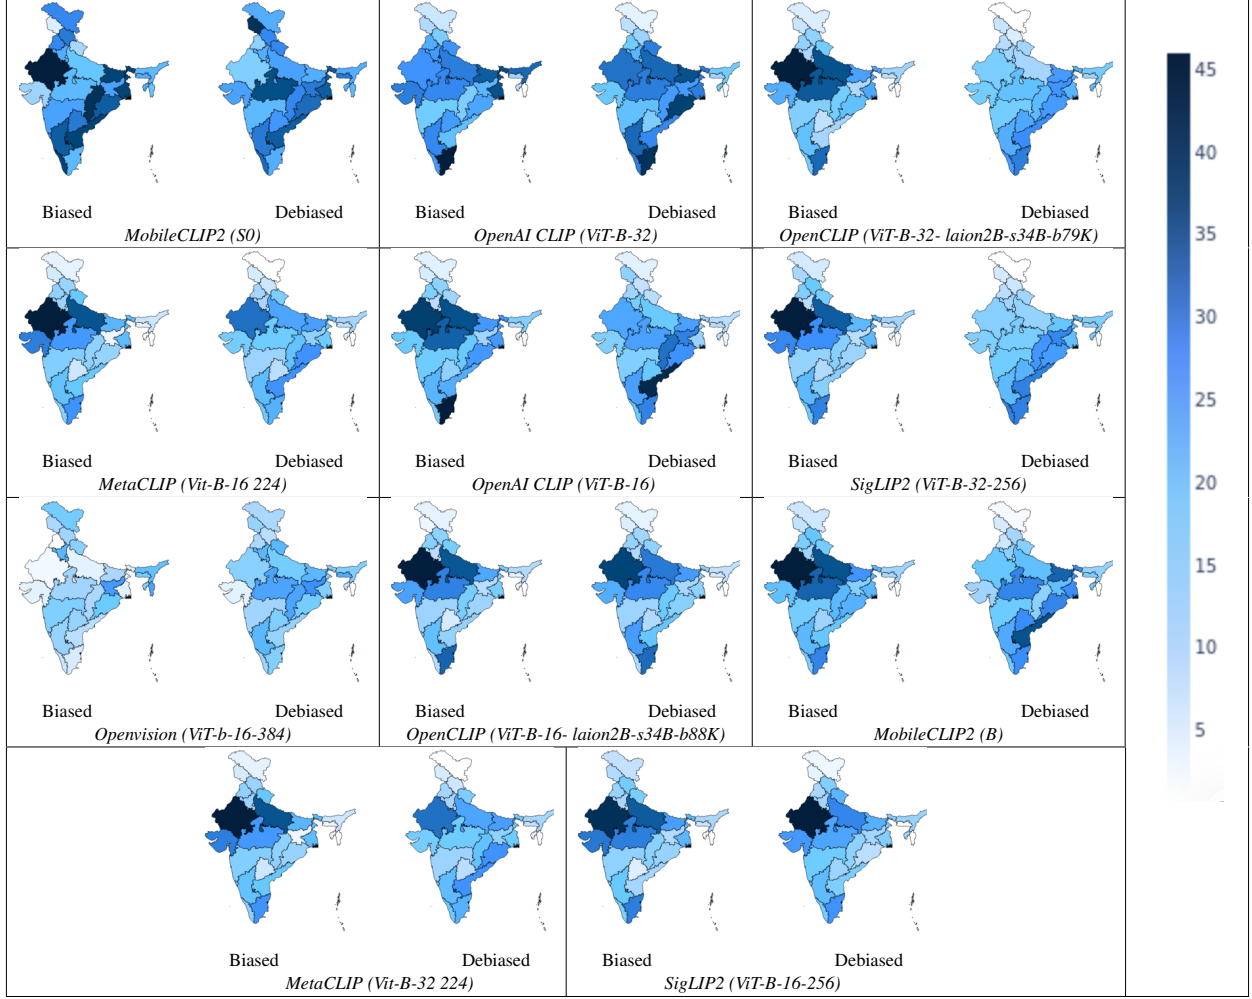 Biased Debiased Biased Debiased Biased Debiased
MobileCLIP2 (S0) OpenAI CLIP (ViT-B-32) OpenCLIP (ViT-B-32- laion2B-s34B-b79K)
Biased Debiased Biased Debiased Biased Debiased
MetaCLIP (Vit-B-16 224) OpenAI CLIP (ViT-B-16) SigLIP2 (ViT-B-32-256)
Biased Debiased Biased Debiased Biased Debiased
Openvision (ViT-b-16-384) OpenCLIP (ViT-B-16- laion2B-s34B-b88K) MobileCLIP2 (B)
Biased Debiased Biased Debiased
MetaCLIP (Vit-B-32 224) SigLIP2 (ViT-B-16-256)
45
40
35
30
25
20
15
10
5